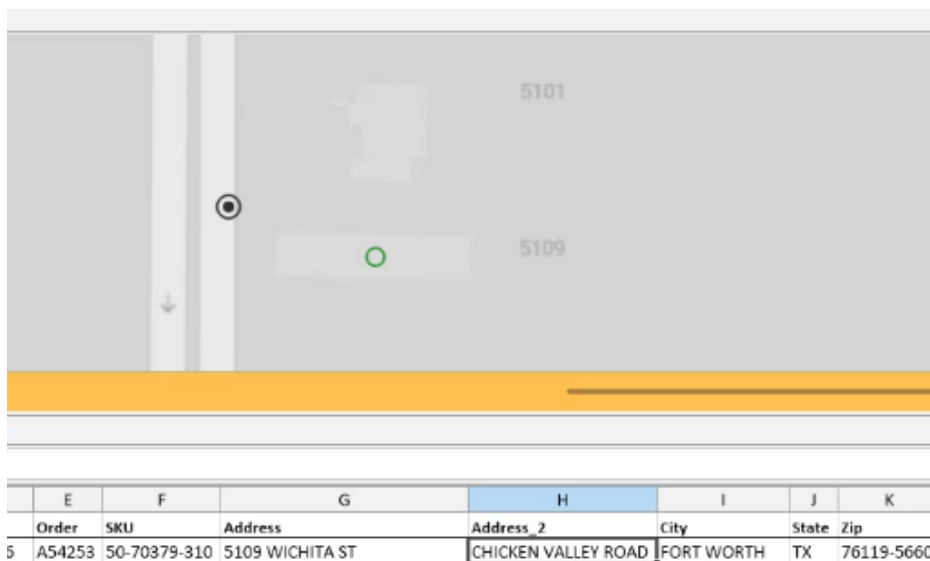 5101
5109
E F G H I J K
Order SKU Address Address_2 City State Zip
6 A54253 50-70379-310 5109 WICHITA ST CHICKEN VALLEY ROAD FORT WORTH TX 76119-5660